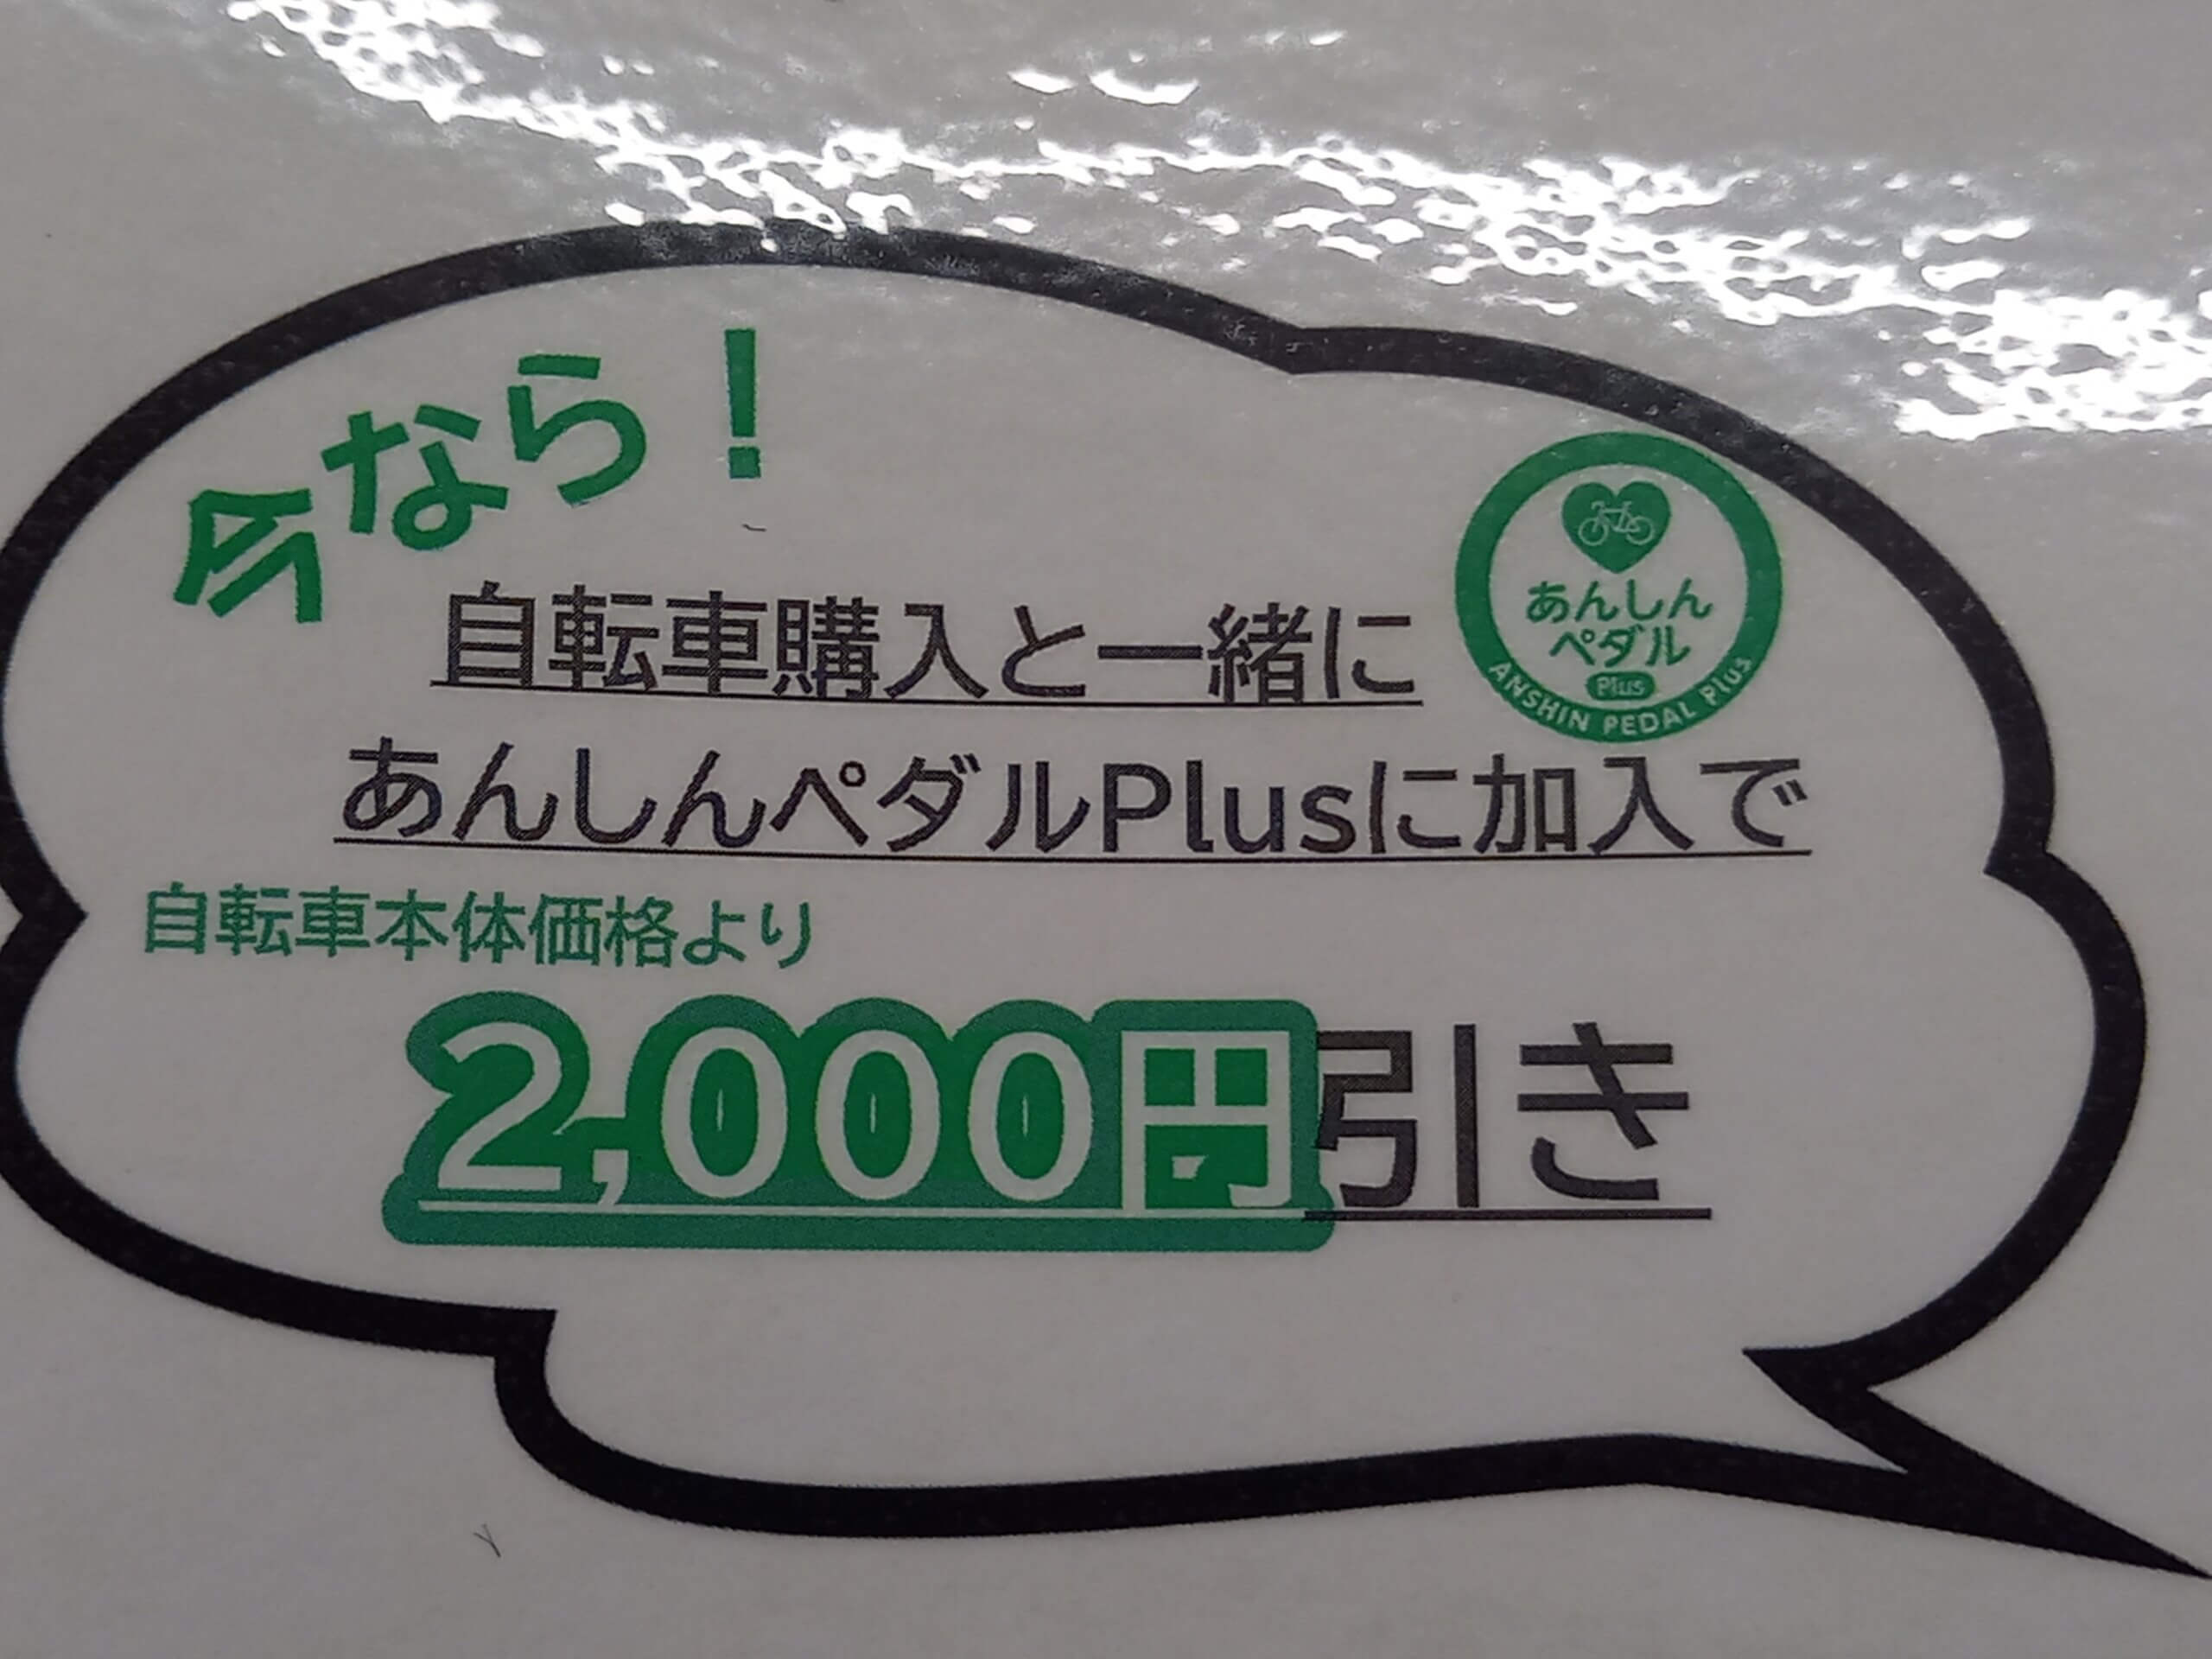 今なら！
あんしん
ペダル
Plus
ANSHIN PEDAL Plus
自転車購入と一緒に
あんしんペダルPlusに加入で
自転車本体価格より
2,000円引き